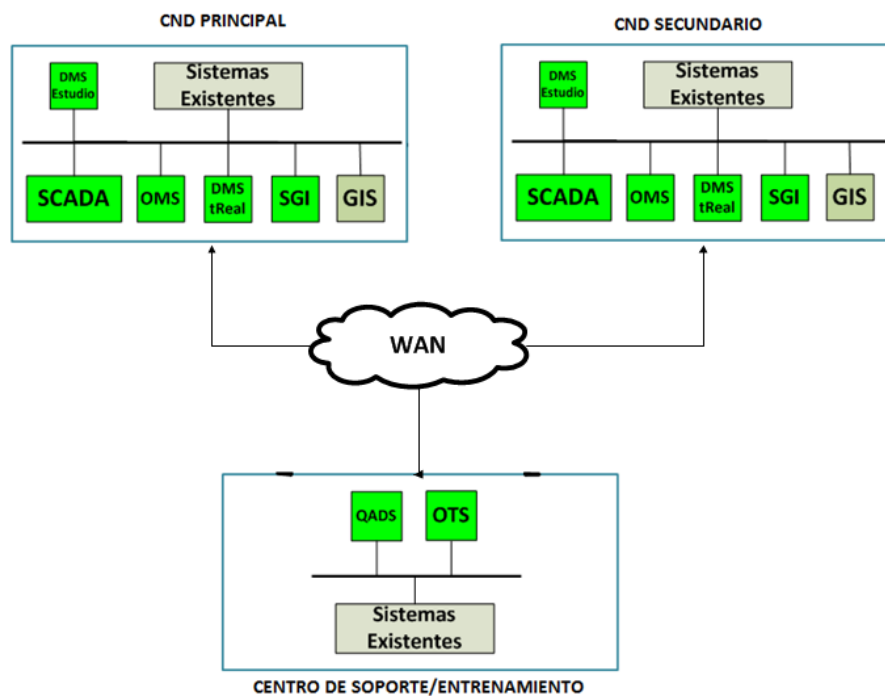 CND PRINCIPAL
DMS
Estudio
Sistemas
Existentes
SCADA
OMS
DMS
tReal
SGI
GIS
CND SECUNDARIO
DMS
Estudio
Sistemas
Existentes
SCADA
OMS
DMS
tReal
SGI
GIS
WAN
QADS
OTS
Sistemas
Existentes
CENTRO DE SOPORTE/ENTRENAMIENTO